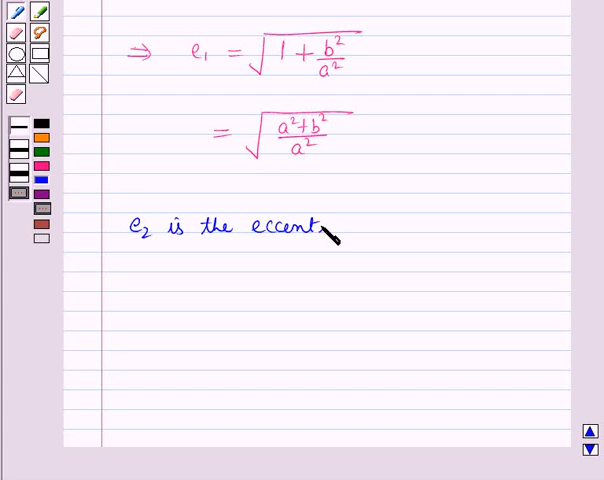 ⇒ e₁ = √(1 + b²/a²)
= √((a²+b²)/a²)
e₂ is the eccent